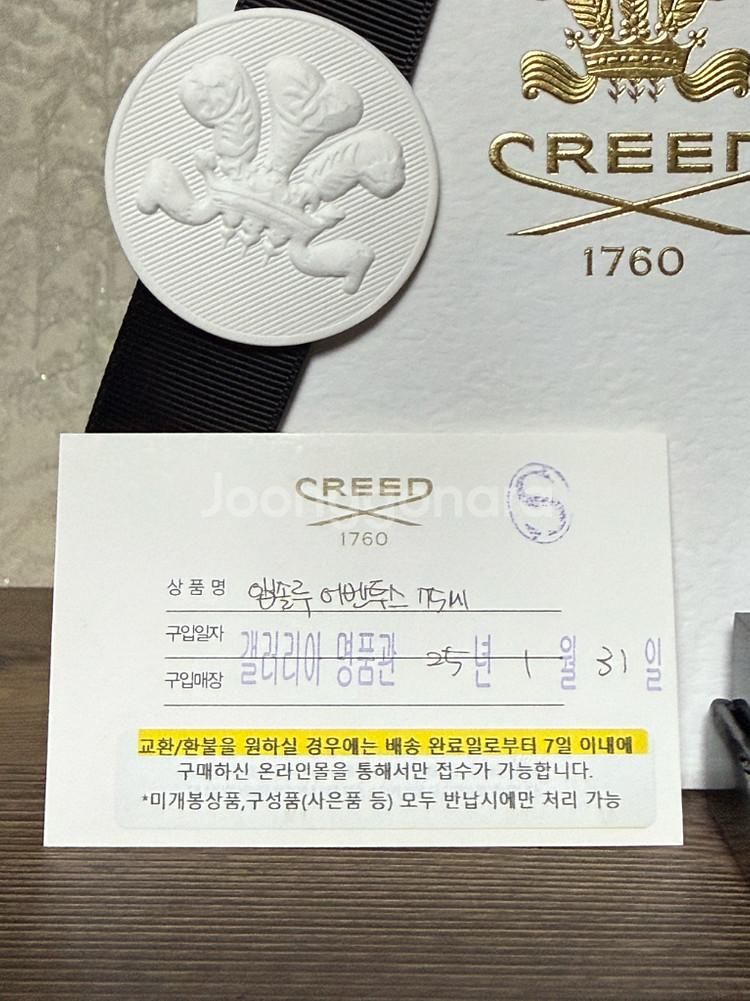 CREED
1760
CREED
1760
Joonggonara
상품명 앱솔루 어벤투스 75ml
구입일자
갤러리아 명품관 25년 1월 31일
구입매장
교환/환불을 원하실 경우에는 배송 완료일로부터 7일 이내에
구매하신 온라인몰을 통해서만 접수가 가능합니다.
*미개봉상품,구성품(사은품 등) 모두 반납시에만 처리 가능